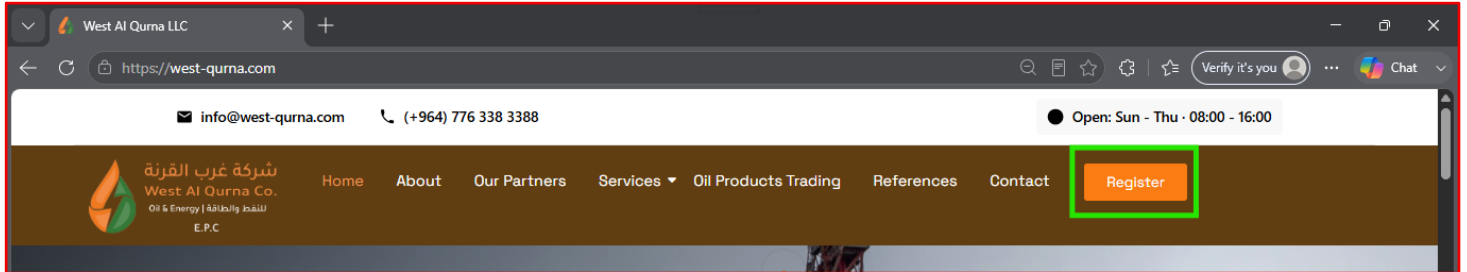 West Al Qurna LLC
https://west-qurna.com
Verify it's you
Chat
info@west-qurna.com (+964) 776 338 3388 Open: Sun - Thu · 08:00 - 16:00
شركة غرب القرنة
West Al Qurna Co.
Oil & Energy | للنفط والطاقة
E.P.C
Home About Our Partners Services Oil Products Trading References Contact Register